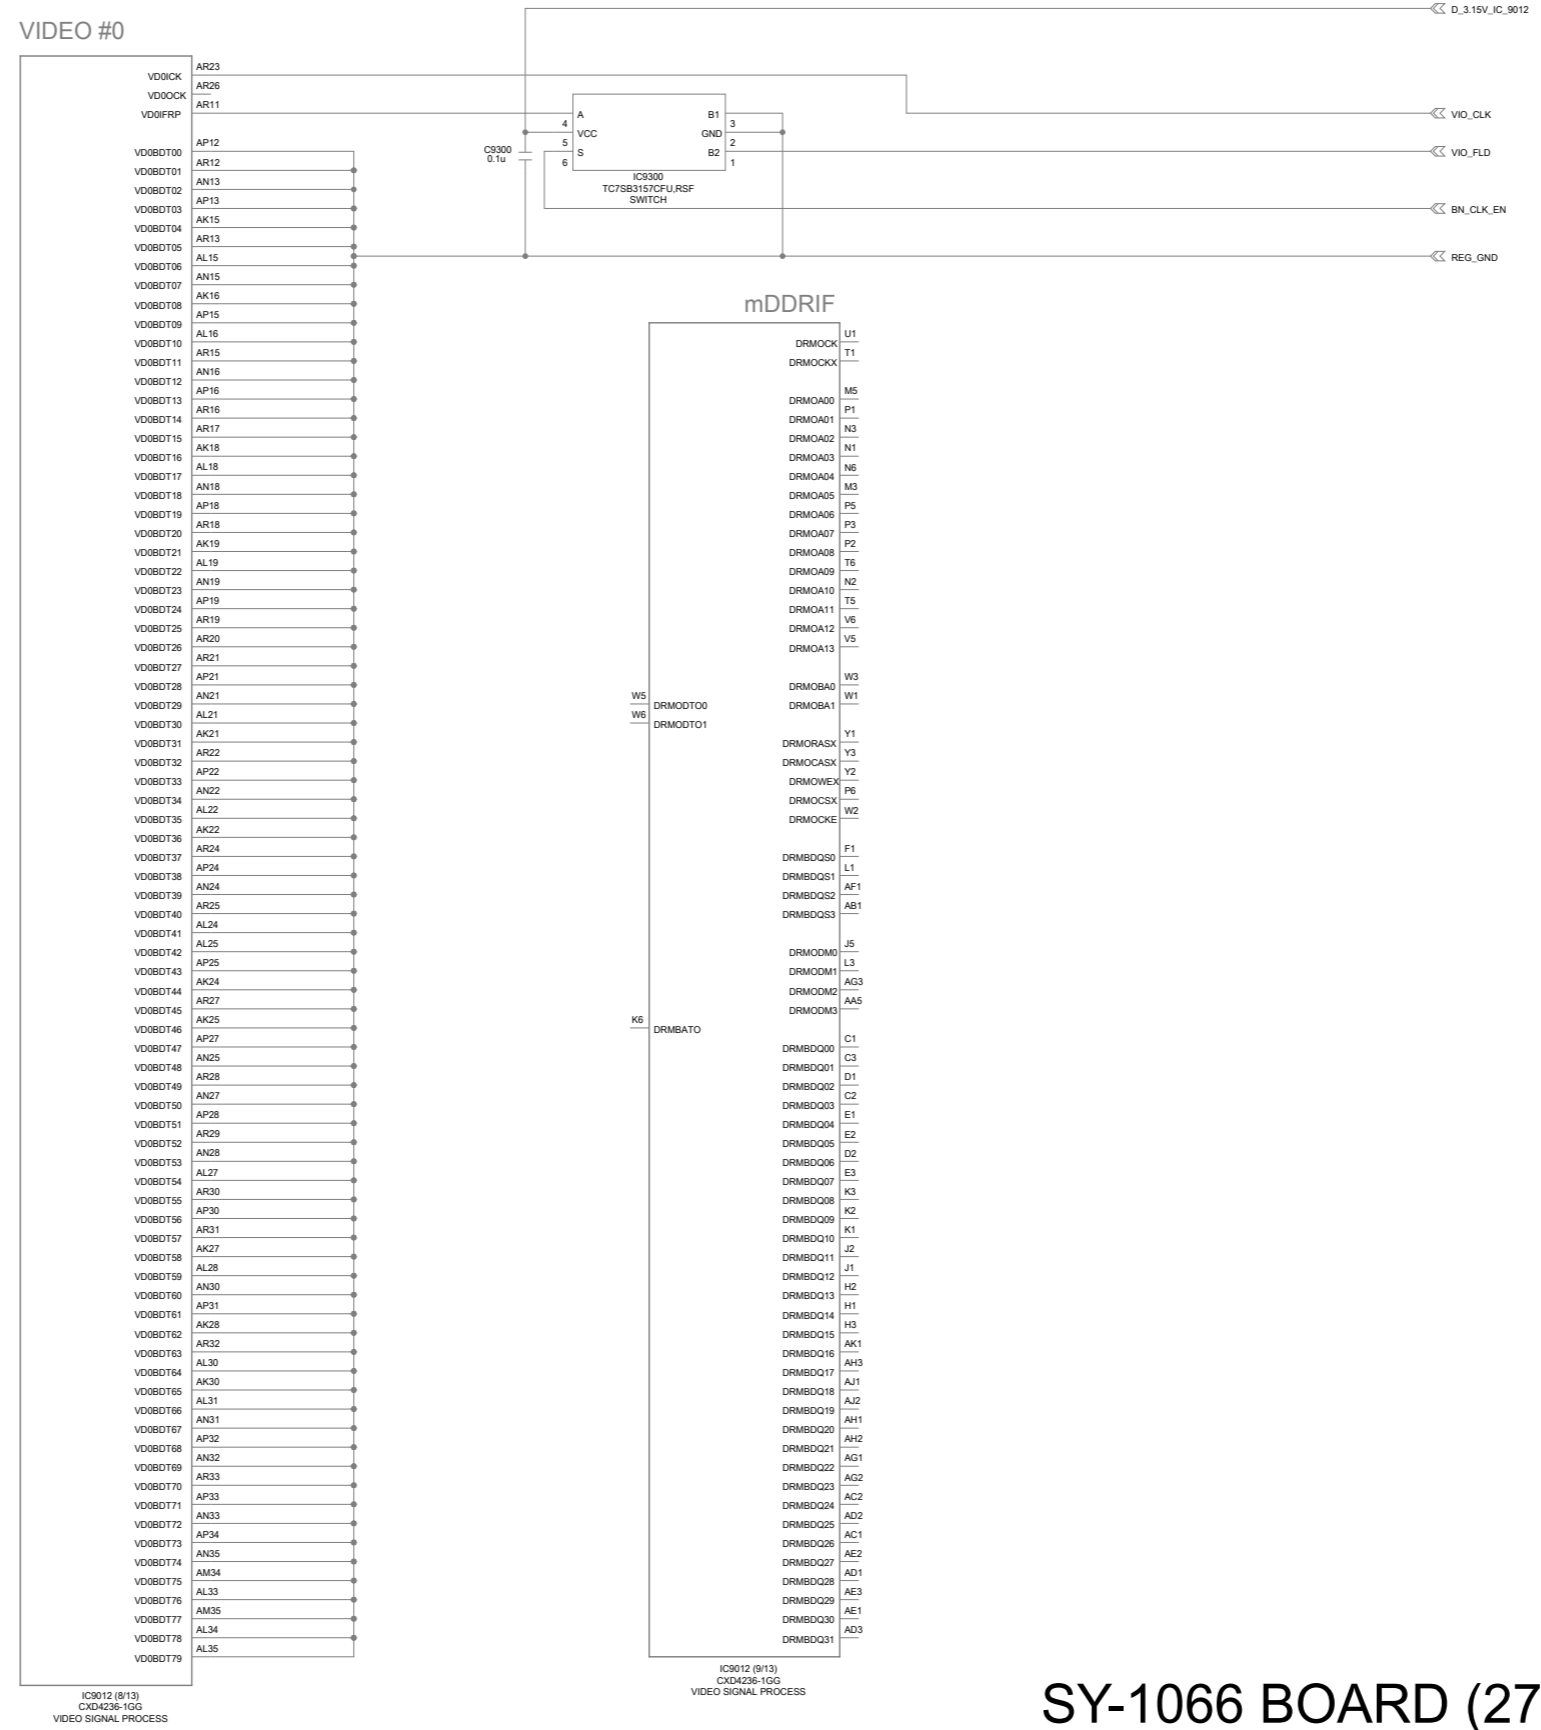 VIDEO #0
VD0ICK AR23
VD0OCK AR26
VD0IFRP AR11
VD0BDT00 AP12
VD0BDT01 AR12
VD0BDT02 AN13
VD0BDT03 AP13
VD0BDT04 AK15
VD0BDT05 AR13
VD0BDT06 AL15
VD0BDT07 AN15
VD0BDT08 AK16
VD0BDT09 AP15
VD0BDT10 AL16
VD0BDT11 AR15
VD0BDT12 AN16
VD0BDT13 AP16
VD0BDT14 AR16
VD0BDT15 AR17
VD0BDT16 AK18
VD0BDT17 AL18
VD0BDT18 AN18
VD0BDT19 AP18
VD0BDT20 AR18
VD0BDT21 AK19
VD0BDT22 AL19
VD0BDT23 AN19
VD0BDT24 AP19
VD0BDT25 AR19
VD0BDT26 AR20
VD0BDT27 AR21
VD0BDT28 AP21
VD0BDT29 AN21
VD0BDT30 AL21
VD0BDT31 AK21
VD0BDT32 AR22
VD0BDT33 AP22
VD0BDT34 AN22
VD0BDT35 AL22
VD0BDT36 AK22
VD0BDT37 AR24
VD0BDT38 AP24
VD0BDT39 AN24
VD0BDT40 AR25
VD0BDT41 AL24
VD0BDT42 AL25
VD0BDT43 AP25
VD0BDT44 AK24
VD0BDT45 AR27
VD0BDT46 AK25
VD0BDT47 AP27
VD0BDT48 AN25
VD0BDT49 AR28
VD0BDT50 AN27
VD0BDT51 AP28
VD0BDT52 AR29
VD0BDT53 AN28
VD0BDT54 AL27
VD0BDT55 AR30
VD0BDT56 AP30
VD0BDT57 AR31
VD0BDT58 AK27
VD0BDT59 AL28
VD0BDT60 AN30
VD0BDT61 AP31
VD0BDT62 AK28
VD0BDT63 AR32
VD0BDT64 AL30
VD0BDT65 AK30
VD0BDT66 AL31
VD0BDT67 AN31
VD0BDT68 AP32
VD0BDT69 AN32
VD0BDT70 AR33
VD0BDT71 AP33
VD0BDT72 AN33
VD0BDT73 AP34
VD0BDT74 AN35
VD0BDT75 AM34
VD0BDT76 AL33
VD0BDT77 AM35
VD0BDT78 AL34
VD0BDT79 AL35
IC9012 (8/13)
CXD4236-1GG
VIDEO SIGNAL PROCESS
C9300
0.1u
4 A
5 VCC
6 S
B1 3
GND 2
B2 1
IC9300
TC7SB3157CFU,RSF
SWITCH
D_3.15V_IC_9012
VIO_CLK
VIO_FLD
BN_CLK_EN
REG_GND
mDDRIF
W5 DRMODTO0
W6 DRMODTO1
K6 DRMBATO
DRMOCK U1
DRMOCKX T1
DRMOA00 M5
DRMOA01 P1
DRMOA02 N3
DRMOA03 N1
DRMOA04 N6
DRMOA05 M3
DRMOA06 P5
DRMOA07 P3
DRMOA08 P2
DRMOA09 T6
DRMOA10 N2
DRMOA11 T5
DRMOA12 V6
DRMOA13 V5
DRMOBA0 W3
DRMOBA1 W1
DRMORASX Y1
DRMOCASX Y3
DRMOWEX Y2
DRMOCSX P6
DRMOCKE W2
DRMBDQS0 F1
DRMBDQS1 L1
DRMBDQS2 AF1
DRMBDQS3 AB1
DRMODM0 J5
DRMODM1 L3
DRMODM2 AG3
DRMODM3 AA5
DRMBDQ00 C1
DRMBDQ01 C3
DRMBDQ02 D1
DRMBDQ03 C2
DRMBDQ04 E1
DRMBDQ05 E2
DRMBDQ06 D2
DRMBDQ07 E3
DRMBDQ08 K3
DRMBDQ09 K2
DRMBDQ10 K1
DRMBDQ11 J2
DRMBDQ12 J1
DRMBDQ13 H2
DRMBDQ14 H1
DRMBDQ15 H3
DRMBDQ16 AK1
DRMBDQ17 AH3
DRMBDQ18 AJ1
DRMBDQ19 AJ2
DRMBDQ20 AH1
DRMBDQ21 AH2
DRMBDQ22 AG1
DRMBDQ23 AG2
DRMBDQ24 AC2
DRMBDQ25 AD2
DRMBDQ26 AC1
DRMBDQ27 AE2
DRMBDQ28 AD1
DRMBDQ29 AE3
DRMBDQ30 AE1
DRMBDQ31 AD3
IC9012 (9/13)
CXD4236-1GG
VIDEO SIGNAL PROCESS
SY-1066 BOARD (27